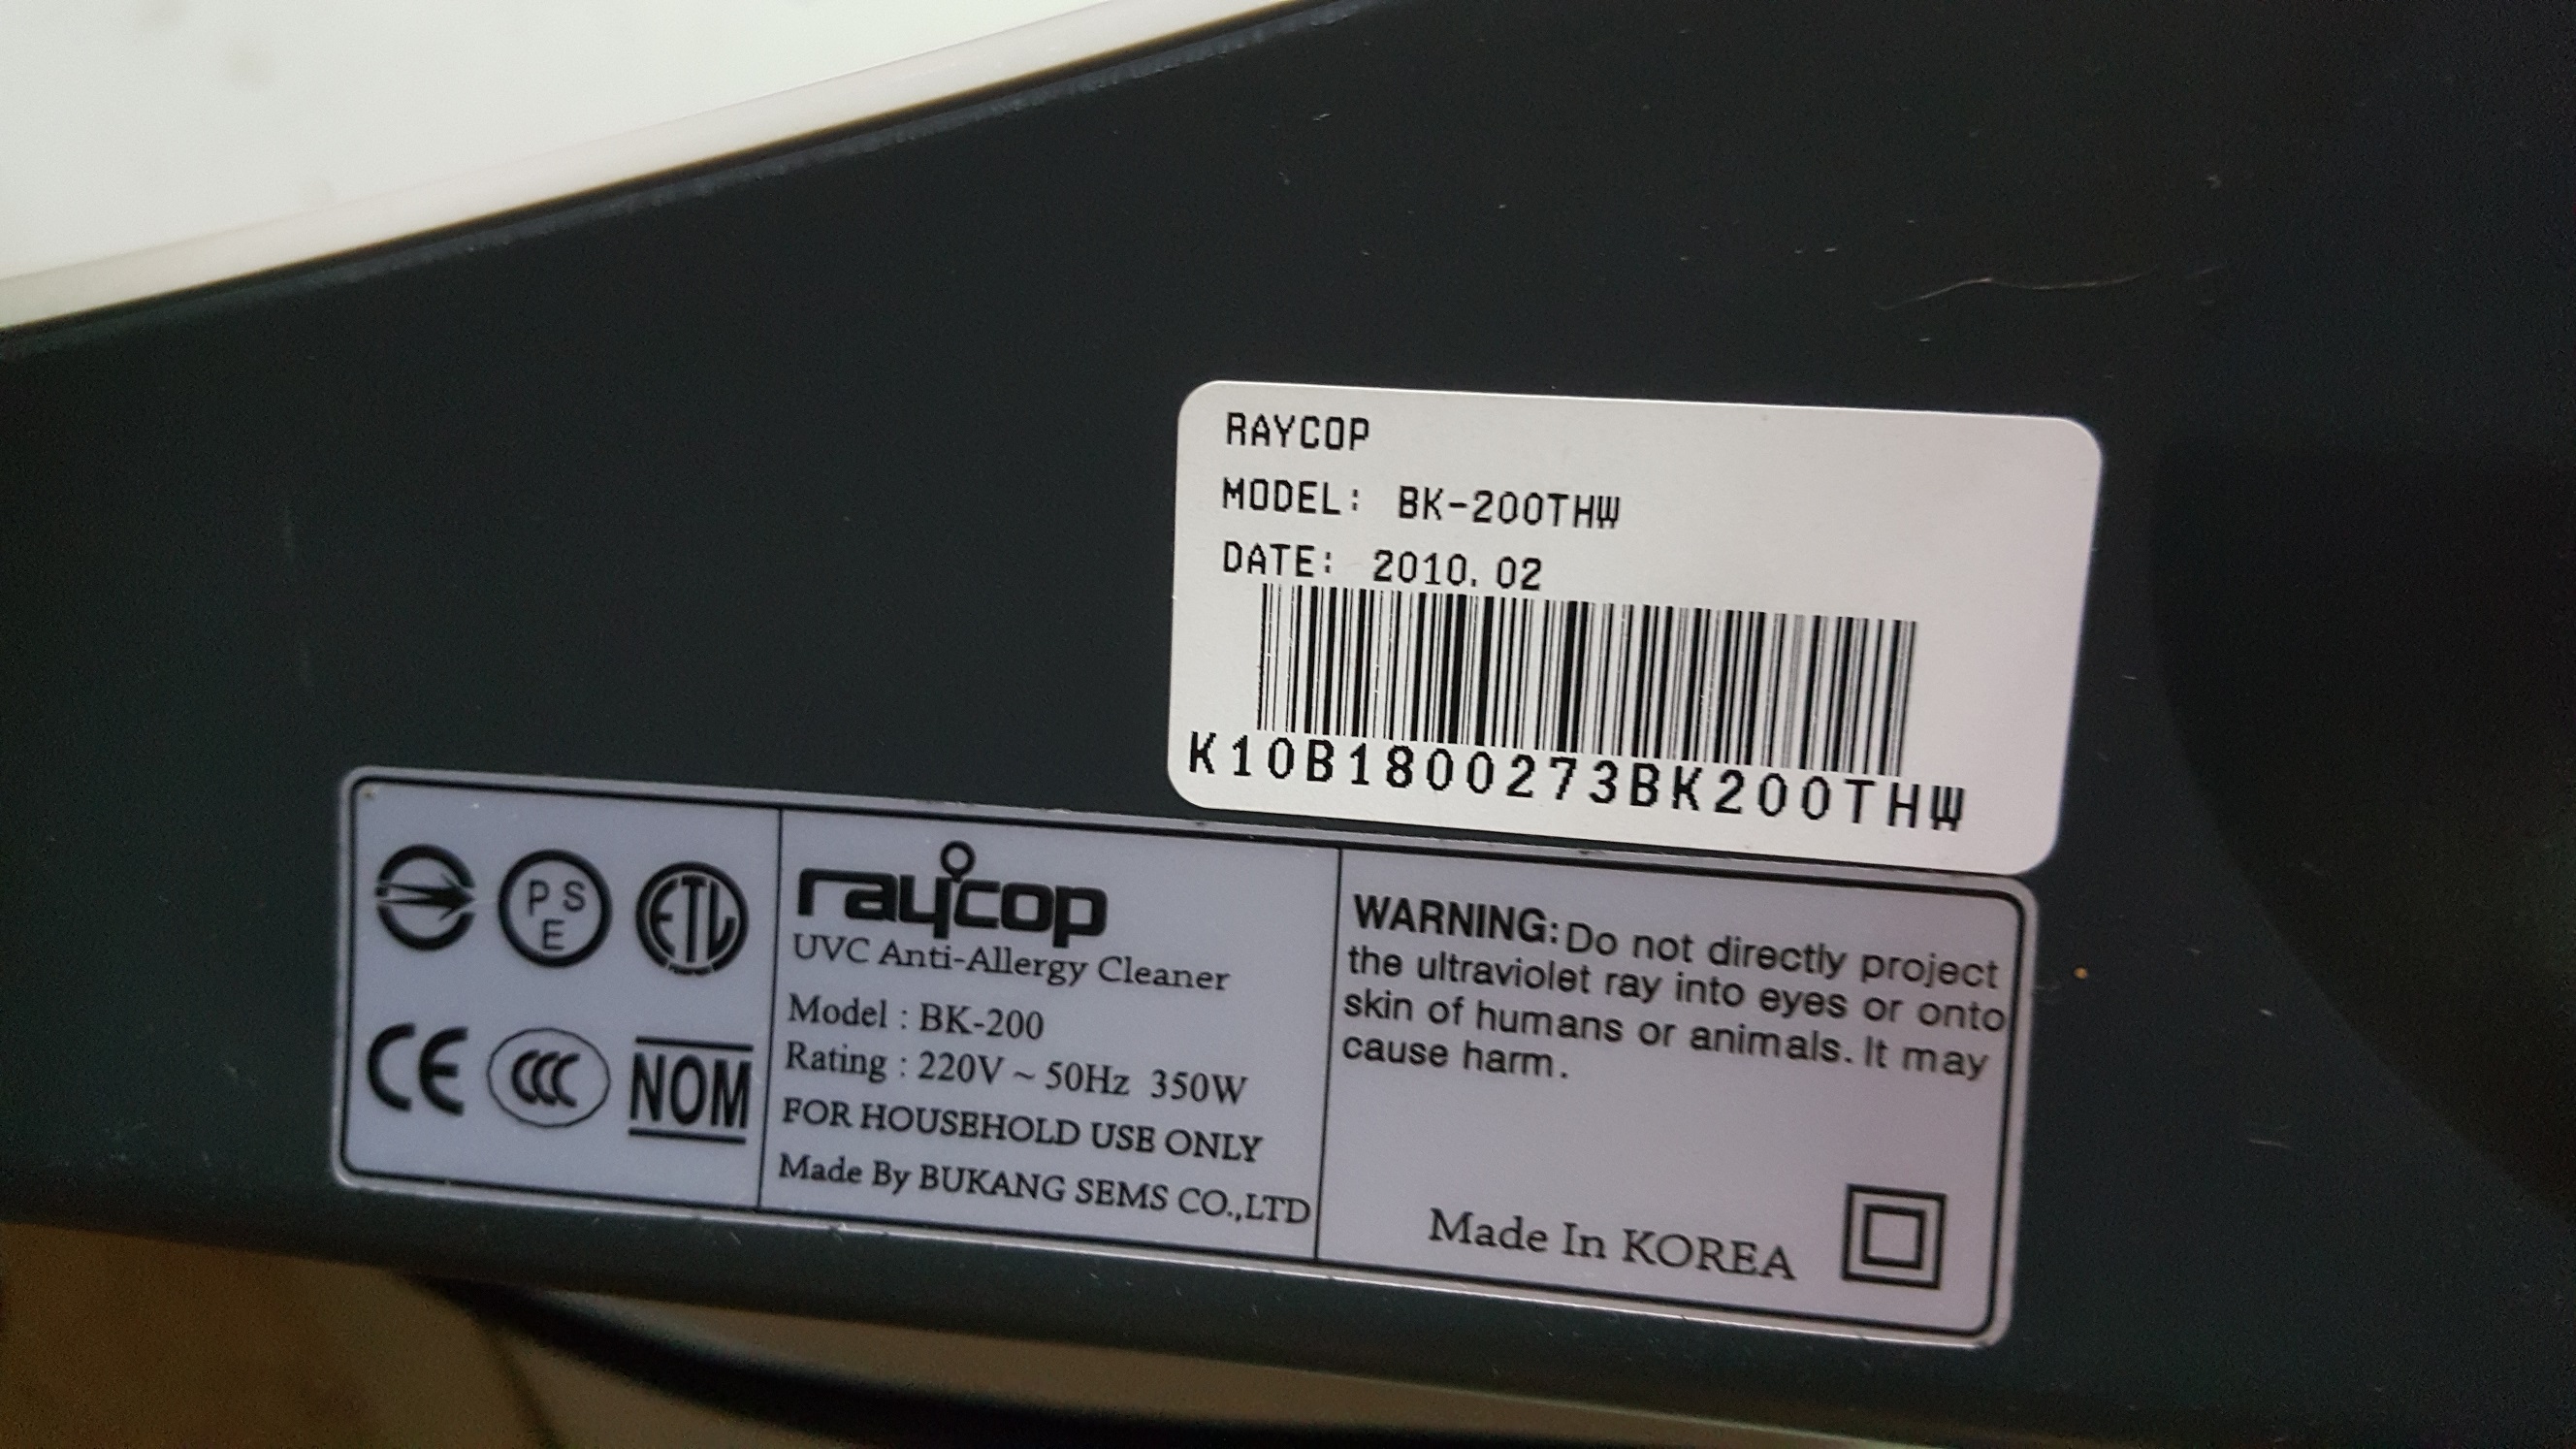 RAYCOP
MODEL: BK-200THW
DATE: 2010.02
K10B1800273BK200THW
PSE
ETL
CE
CCC
NOM
raycop
UVC Anti-Allergy Cleaner
Model : BK-200
Rating : 220V ~ 50Hz 350W
FOR HOUSEHOLD USE ONLY
Made By BUKANG SEMS CO.,LTD
WARNING: Do not directly project
the ultraviolet ray into eyes or onto
skin of humans or animals. It may
cause harm.
Made In KOREA